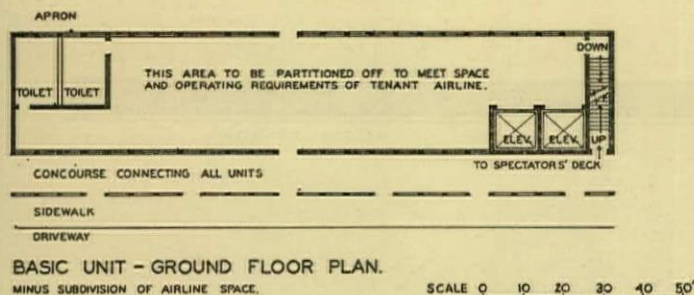 APRON
DOWN
THIS AREA TO BE PARTITIONED OFF TO MEET SPACE
AND OPERATING REQUIREMENTS OF TENANT AIRLINE.
TOILET TOILET
ELEV. ELEV. UP
TO SPECTATORS' DECK
CONCOURSE CONNECTING ALL UNITS
SIDEWALK
DRIVEWAY
BASIC UNIT - GROUND FLOOR PLAN.
MINUS SUBDIVISION OF AIRLINE SPACE.
SCALE 0 10 20 30 40 50